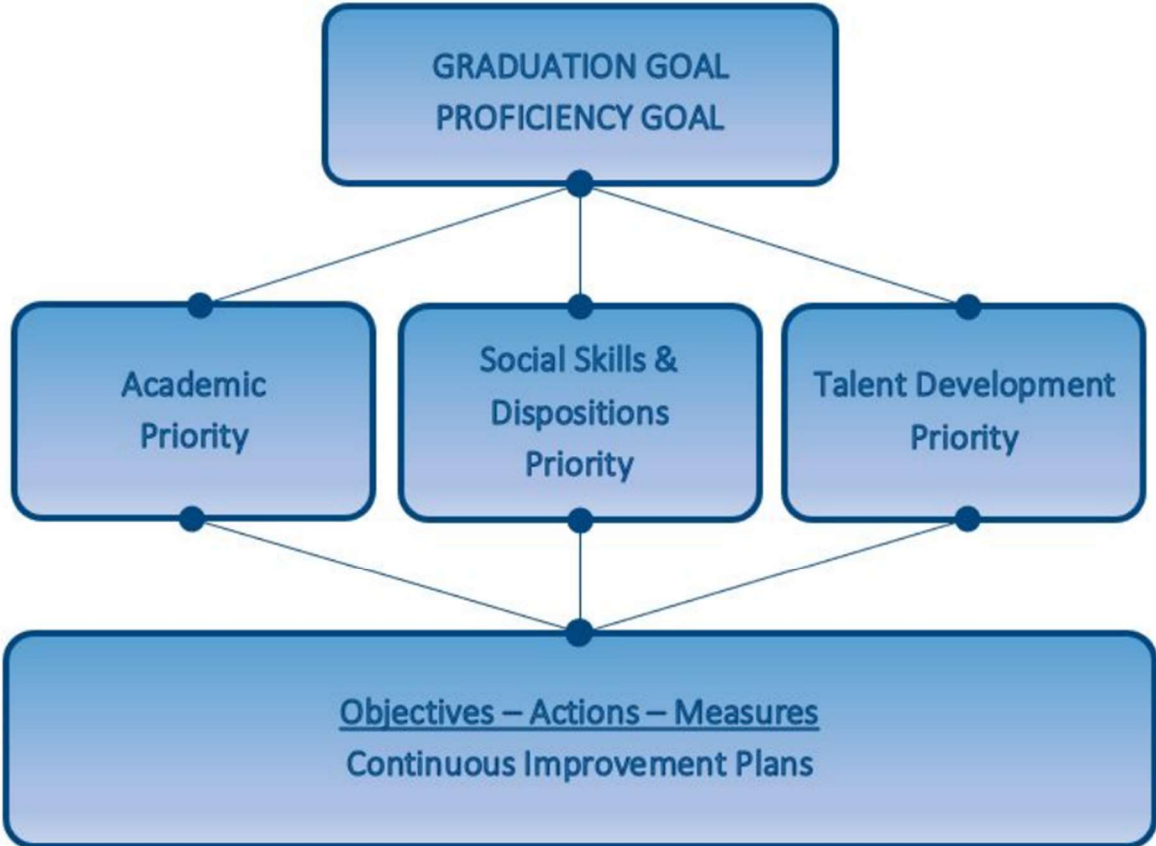 GRADUATION GOAL
PROFICIENCY GOAL
Academic
Priority
Social Skills &
Dispositions
Priority
Talent Development
Priority
Objectives – Actions – Measures
Continuous Improvement Plans